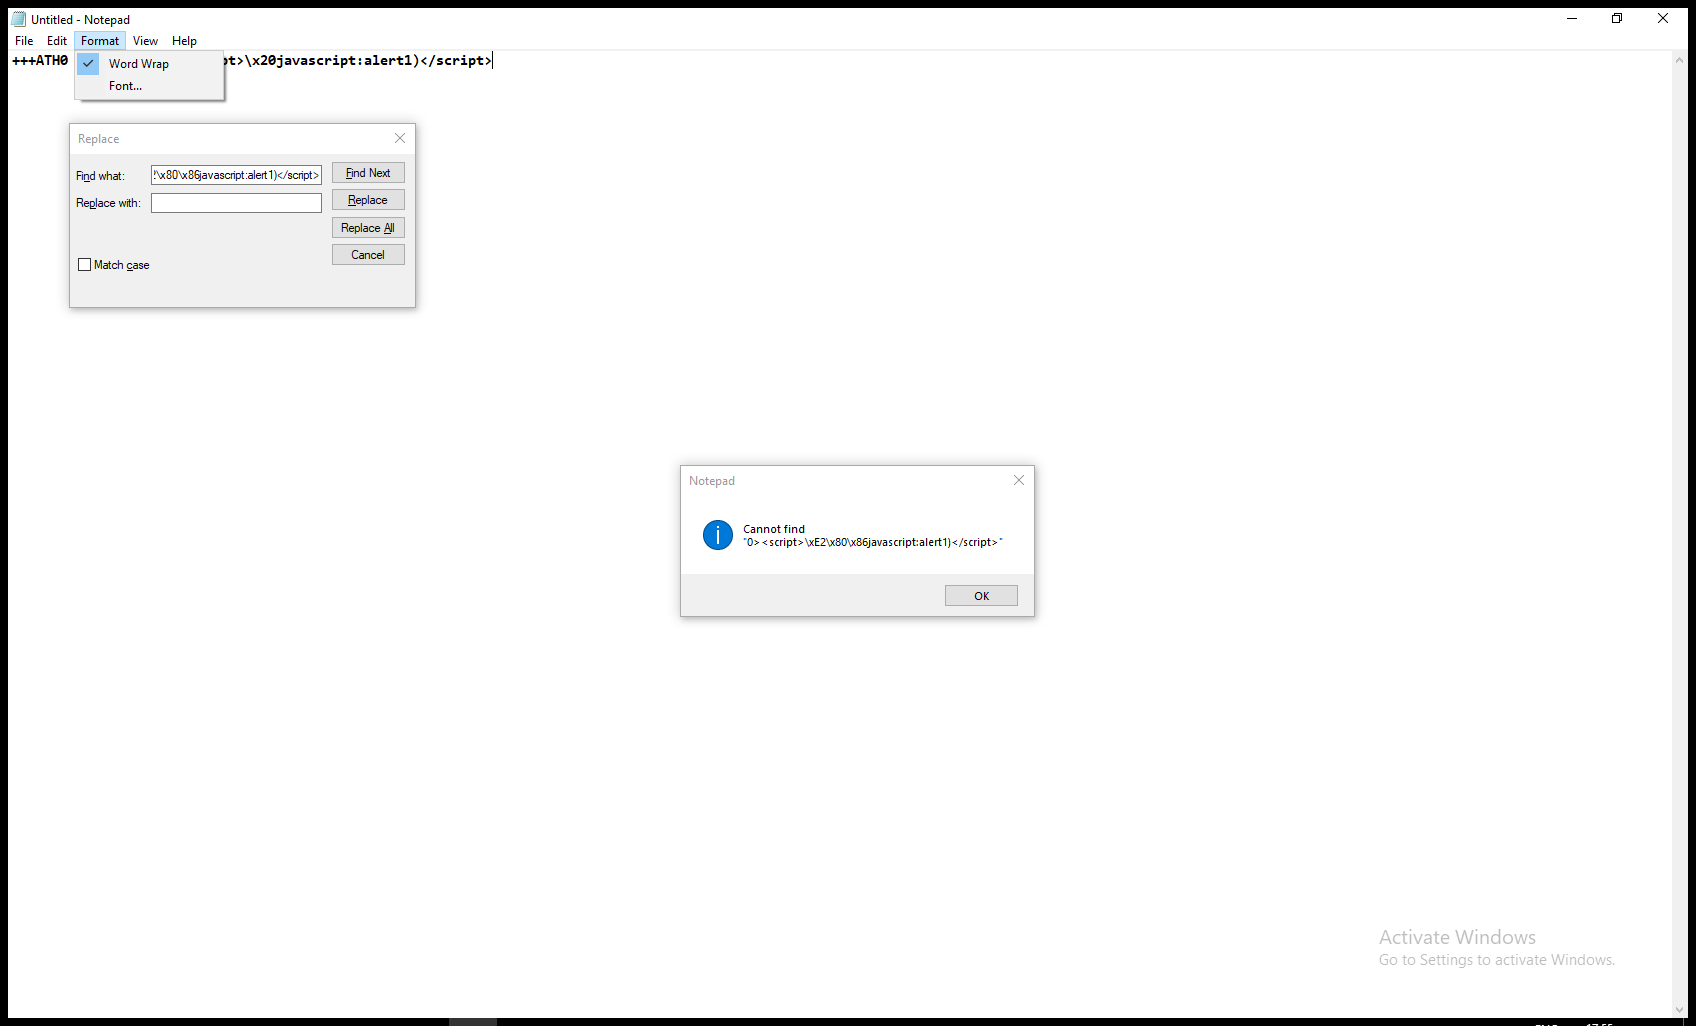 Untitled - Notepad
File Edit Format View Help
+++ATH0 pt>\x20javascript:alert1)</script>
Word Wrap
Font...
Replace
Find what: !\x80\x86javascript:alert1)</script> Find Next
Replace with: Replace
Replace All
Cancel
Match case
Notepad
Cannot find
"0><script>\xE2\x80\x86javascript:alert1)</script>"
OK
Activate Windows
Go to Settings to activate Windows.